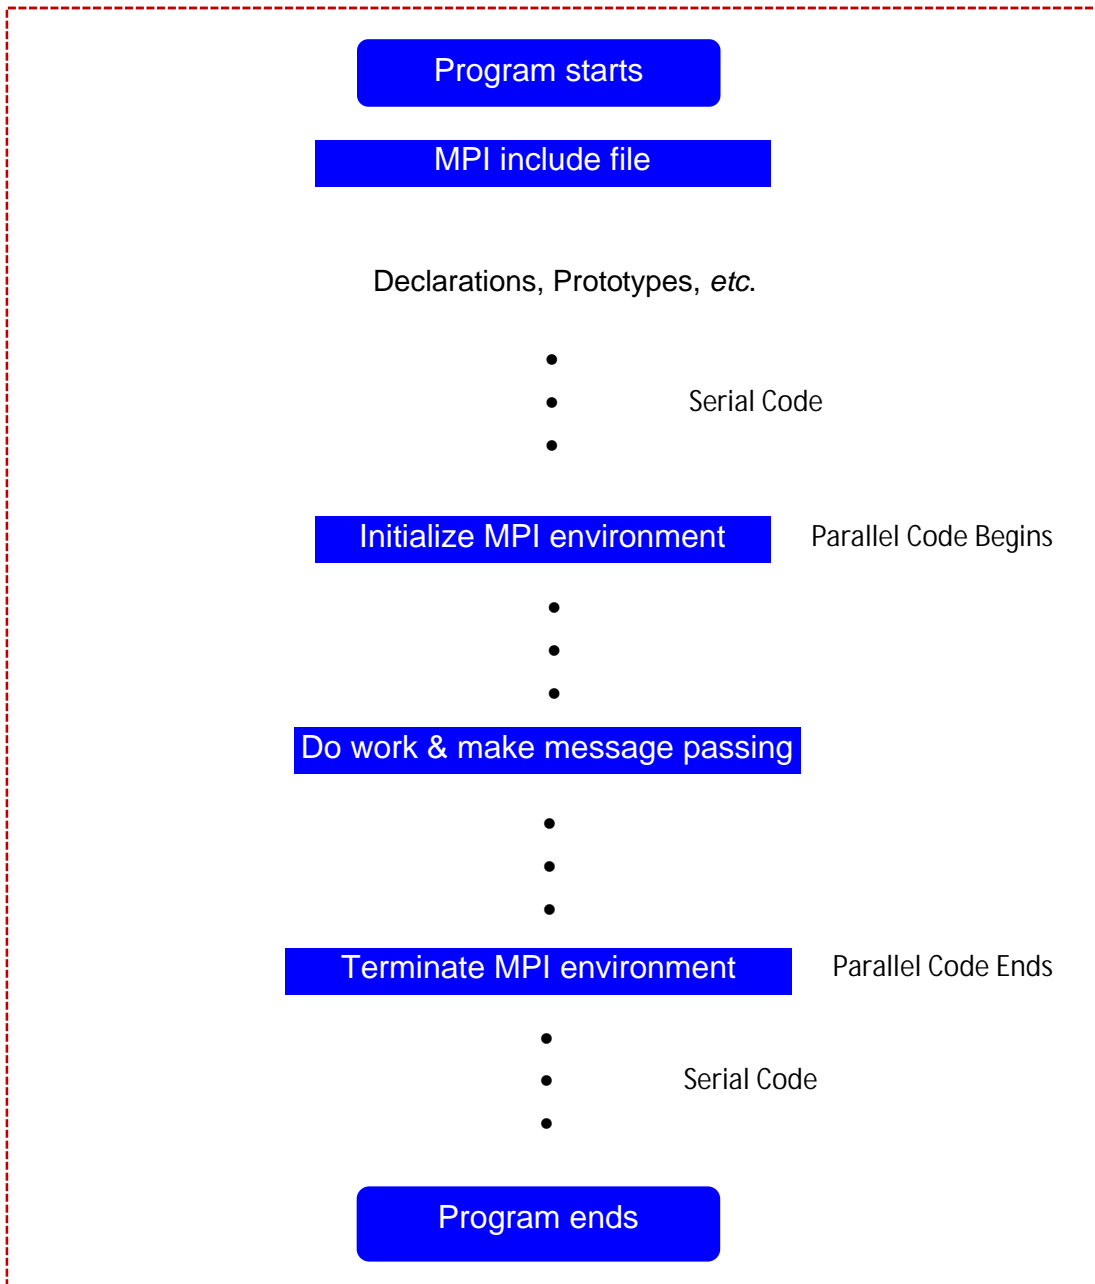 Program starts
MPI include file
Declarations, Prototypes, etc.
Serial Code
Initialize MPI environment
Parallel Code Begins
Do work & make message passing
Terminate MPI environment
Parallel Code Ends
Serial Code
Program ends